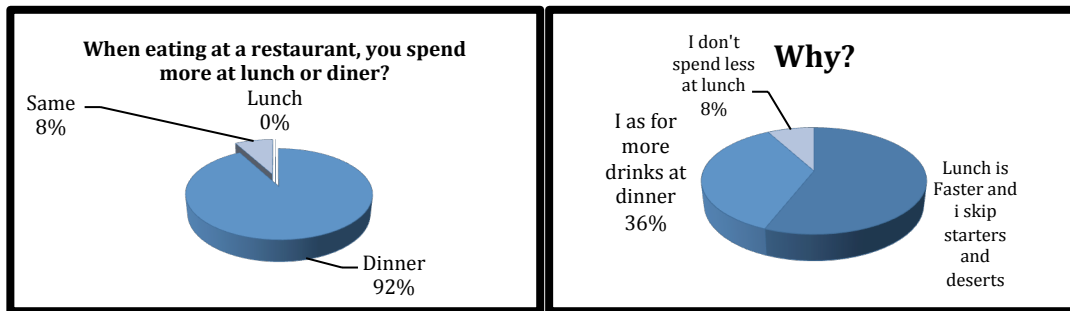 When eating at a restaurant, you spend
more at lunch or diner?
Lunch
0%
Same
8%
Dinner
92%
Why?
I don't
spend less
at lunch
8%
I as for
more
drinks at
dinner
36%
Lunch is
Faster and
i skip
starters
and
deserts